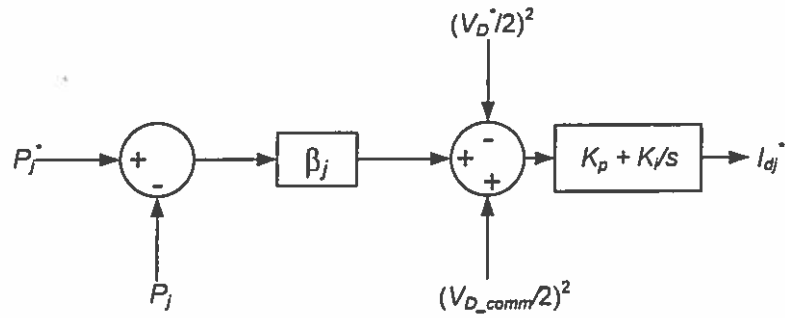 (V_D*/2)²
P_j* + - β_j + - + K_p + K_i/s I_dj*
P_j
(V_D_comm/2)²